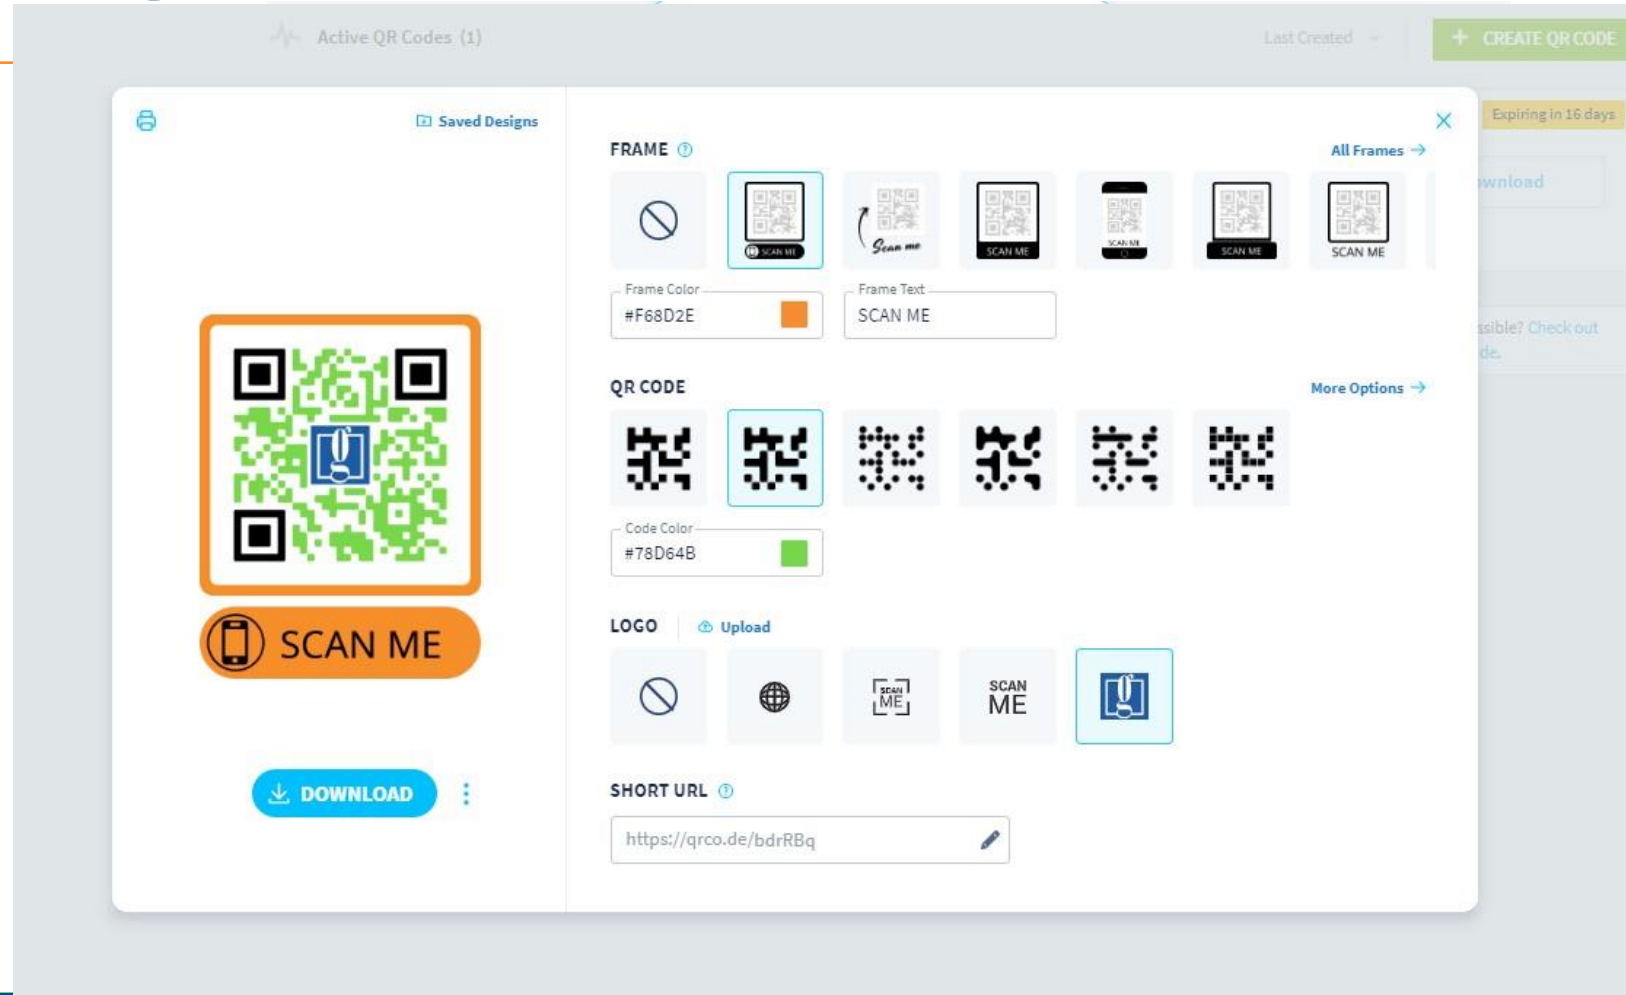 Active QR Codes (1)
Last Created
+ CREATE QR CODE
Expiring in 16 days
ownload
ssible? Check out
de.
Saved Designs
SCAN ME
DOWNLOAD
FRAME
All Frames →
SCAN ME
Scan me
SCAN ME
SCAN ME
SCAN ME
SCAN ME
Frame Color
#F68D2E
Frame Text
SCAN ME
QR CODE
More Options →
Code Color
#78D64B
LOGO
Upload
SCAN
ME
SCAN
ME
g
SHORT URL
https://qrco.de/bdrRBq